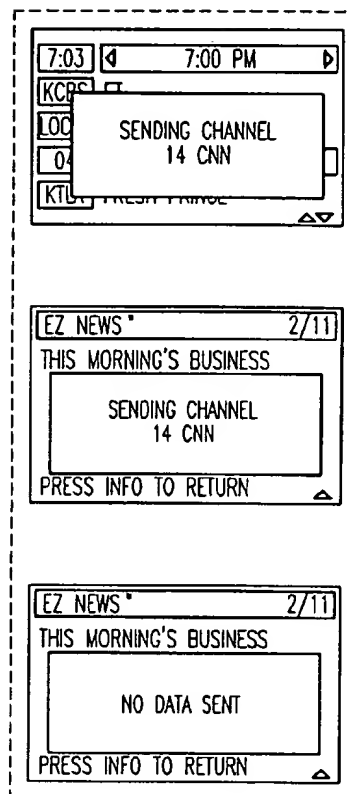 7:03 7:00 PM
KCBS
SENDING CHANNEL
14 CNN
04
FRESH PRINCE
EZ NEWS 2/11
THIS MORNING'S BUSINESS
SENDING CHANNEL
14 CNN
PRESS INFO TO RETURN
EZ NEWS 2/11
THIS MORNING'S BUSINESS
NO DATA SENT
PRESS INFO TO RETURN